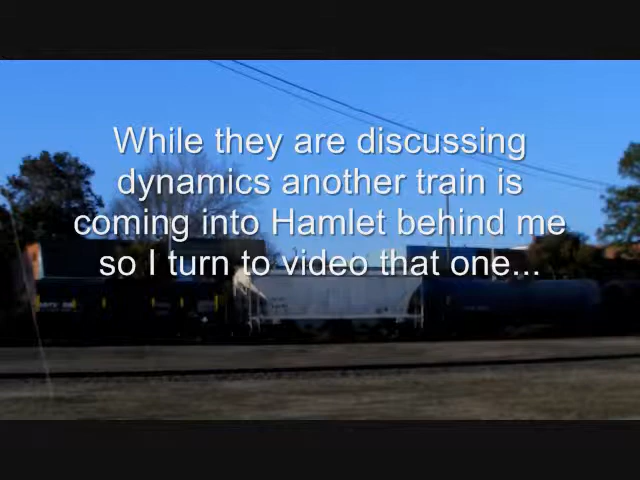 While they are discussing
dynamics another train is
coming into Hamlet behind me
so I turn to video that one...